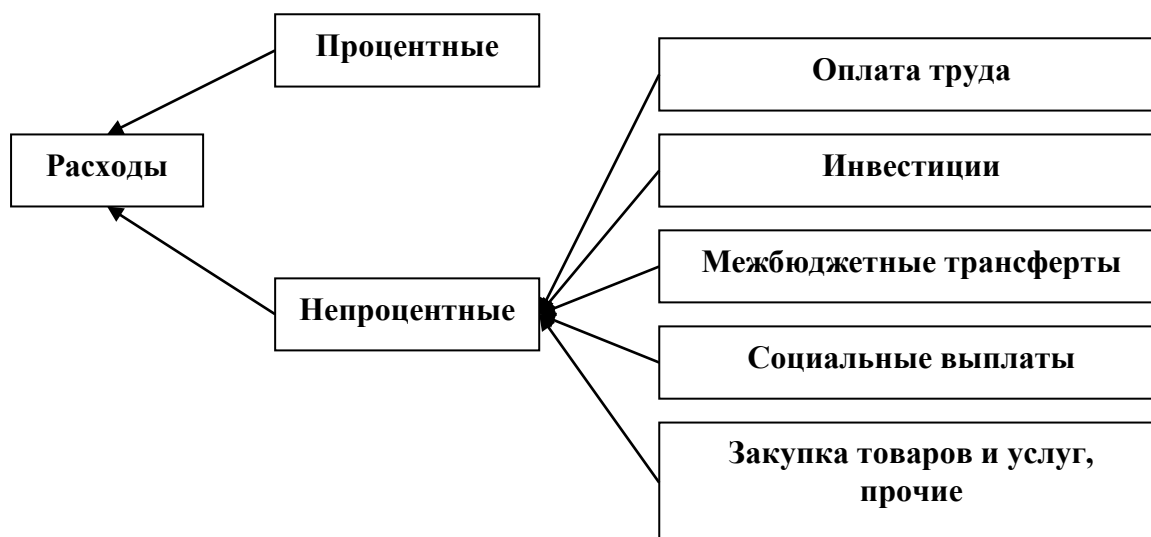 Процентные
Оплата труда
Расходы
Инвестиции
Межбюджетные трансферты
Непроцентные
Социальные выплаты
Закупка товаров и услуг,
прочие